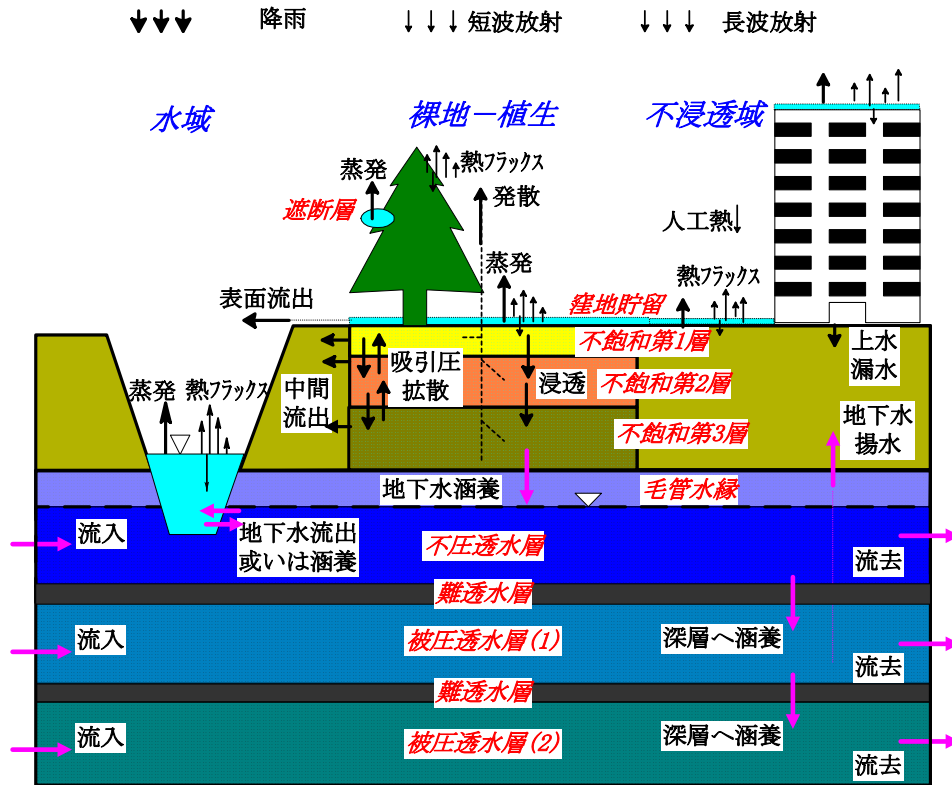 降雨
短波放射
長波放射
水域
裸地－植生
不浸透域
蒸発
熱フラックス
遮断層
発散
人工熱
蒸発
熱フラックス
表面流出
窪地貯留
不飽和第1層
上水
漏水
吸引圧
拡散
浸透
不飽和第2層
中間
流出
蒸発
熱フラックス
不飽和第3層
地下水
揚水
地下水涵養
毛管水縁
流入
地下水流出
或いは涵養
不圧透水層
流去
難透水層
流入
被圧透水層(1)
深層へ涵養
流去
難透水層
流入
被圧透水層(2)
深層へ涵養
流去